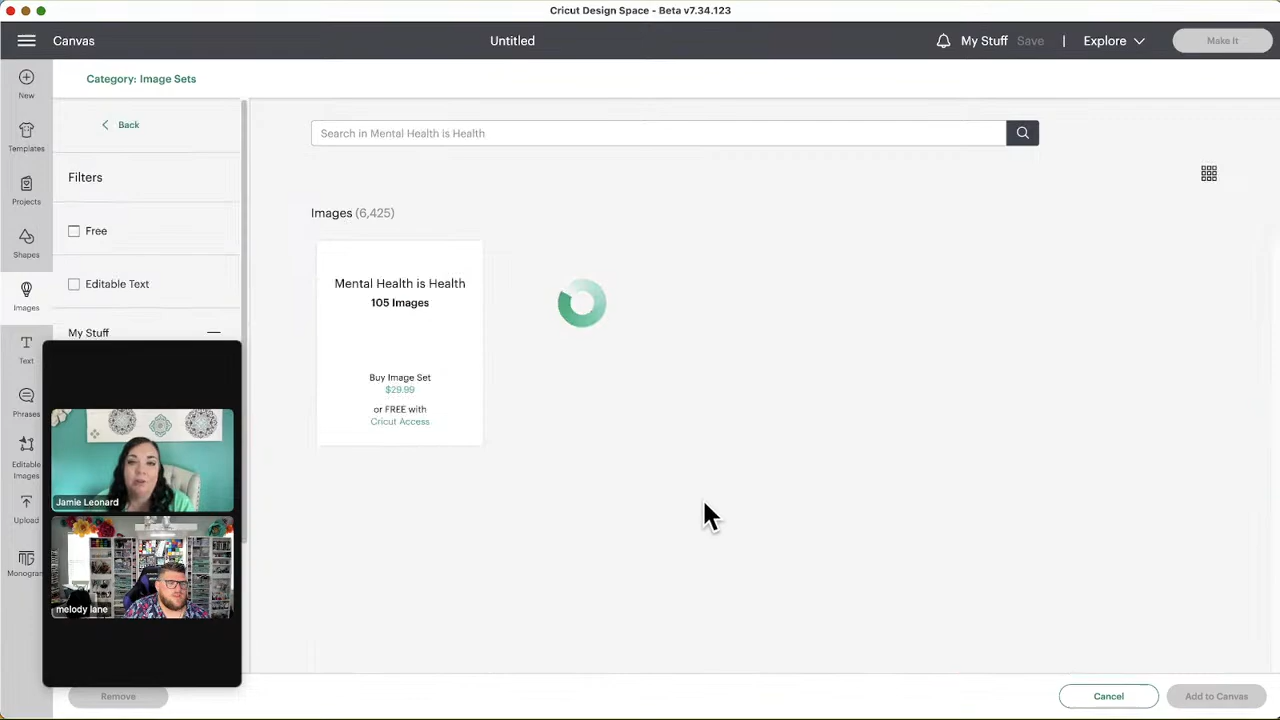 Cricut Design Space - Beta v7.34.123
Canvas
Untitled
My Stuff
Save
|
Explore
Make It
New
Templates
Projects
Shapes
Images
Text
Phrases
Editable
Images
Upload
Monogram
Category: Image Sets
Back
Filters
Free
Editable Text
My Stuff
Jamie Leonard
melody lane
Remove
Search in Mental Health is Health
Images (6,425)
Mental Health is Health
105 Images
Buy Image Set
$29.99
or FREE with
Cricut Access
Cancel
Add to Canvas